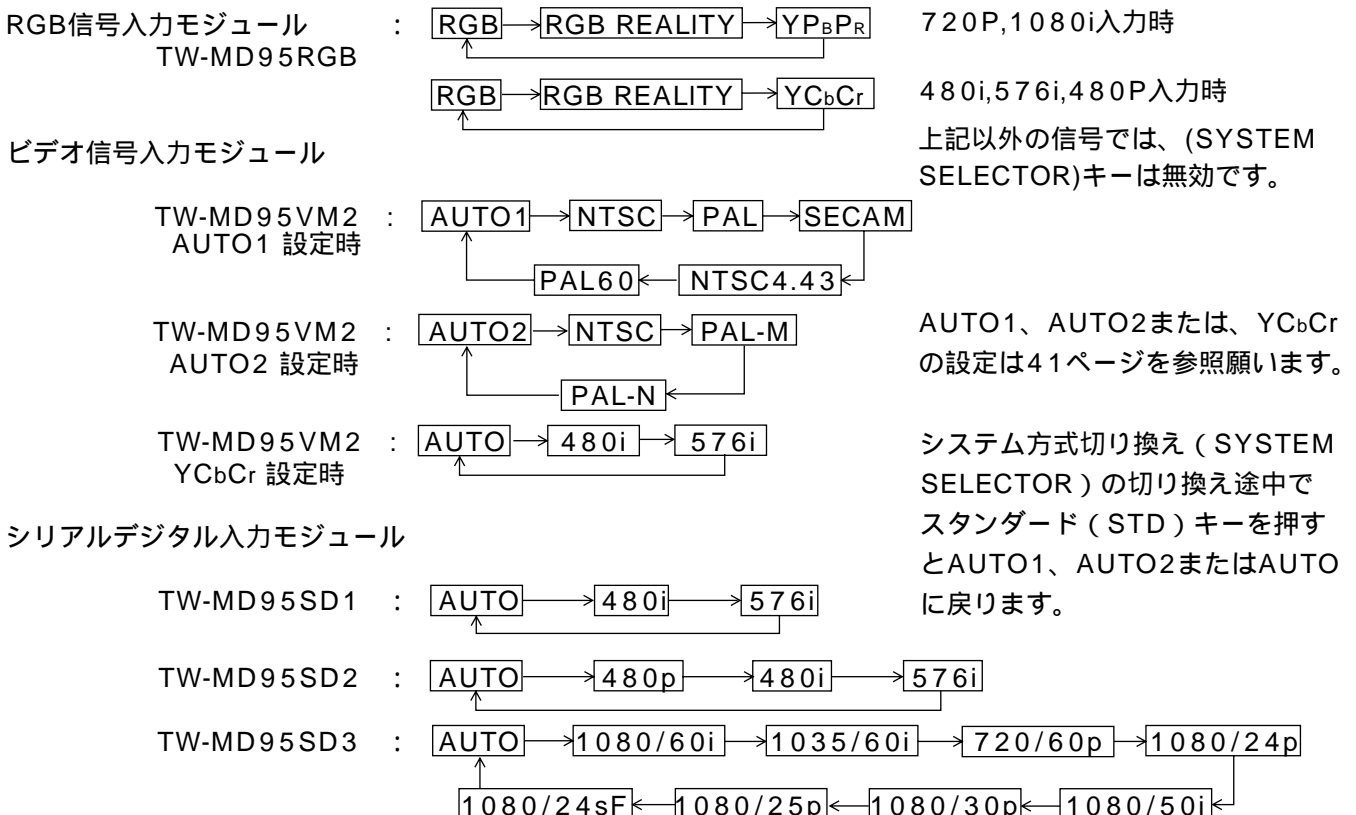 RGB信号入力モジュール : RGB RGB REALITY YPBPR 720P,1080i入力時
TW-MD95RGB
RGB RGB REALITY YCbCr 480i,576i,480P入力時
上記以外の信号では、(SYSTEM
SELECTOR)キーは無効です。
ビデオ信号入力モジュール
TW-MD95VM2 : AUTO1 NTSC PAL SECAM
AUTO1 設定時
PAL60 NTSC4.43
TW-MD95VM2 : AUTO2 NTSC PAL-M
AUTO2 設定時
PAL-N
AUTO1、AUTO2または、YCbCr
の設定は41ページを参照願います。
TW-MD95VM2 : AUTO 480i 576i
YCbCr 設定時
システム方式切り換え(SYSTEM
SELECTOR)の切り換え途中で
スタンダード(STD)キーを押す
とAUTO1、AUTO2またはAUTO
に戻ります。
シリアルデジタル入力モジュール
TW-MD95SD1 : AUTO 480i 576i
TW-MD95SD2 : AUTO 480p 480i 576i
TW-MD95SD3 : AUTO 1080/60i 1035/60i 720/60p 1080/24p
1080/24sF 1080/25p 1080/30p 1080/50i